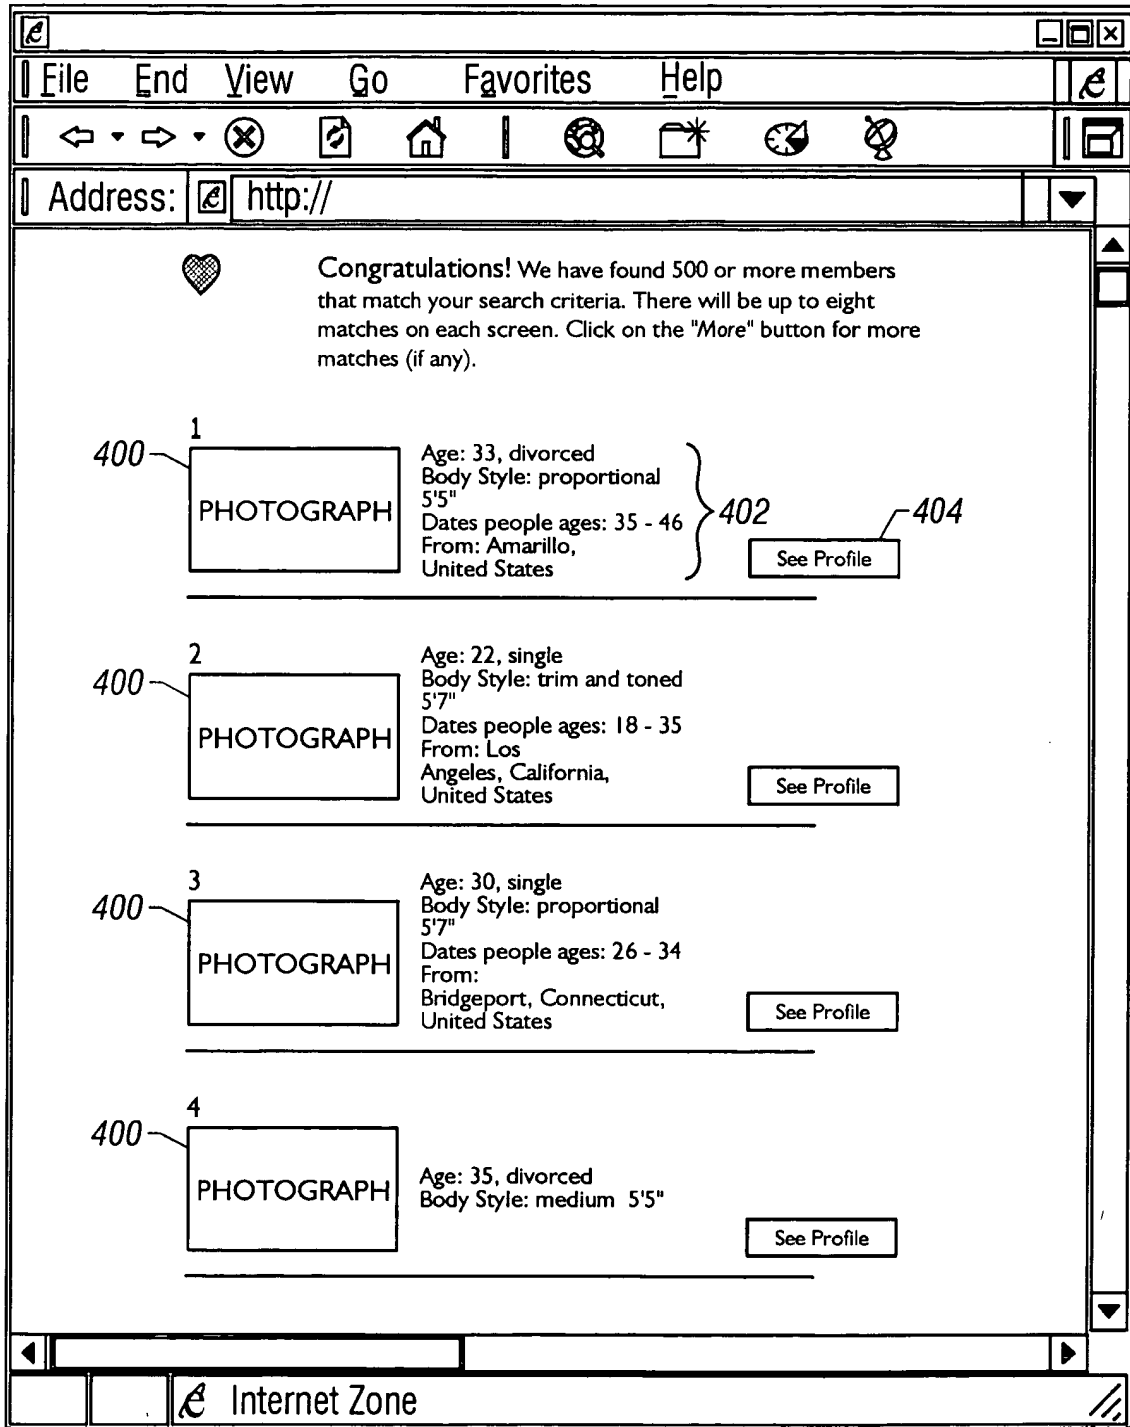 File End View Go Favorites Help
Address: http://
Congratulations! We have found 500 or more members
that match your search criteria. There will be up to eight
matches on each screen. Click on the "More" button for more
matches (if any).
1
400
PHOTOGRAPH
Age: 33, divorced
Body Style: proportional
5'5"
Dates people ages: 35 - 46
From: Amarillo,
United States
402
404
See Profile
2
400
PHOTOGRAPH
Age: 22, single
Body Style: trim and toned
5'7"
Dates people ages: 18 - 35
From: Los
Angeles, California,
United States
See Profile
3
400
PHOTOGRAPH
Age: 30, single
Body Style: proportional
5'7"
Dates people ages: 26 - 34
From:
Bridgeport, Connecticut,
United States
See Profile
4
400
PHOTOGRAPH
Age: 35, divorced
Body Style: medium 5'5"
See Profile
Internet Zone